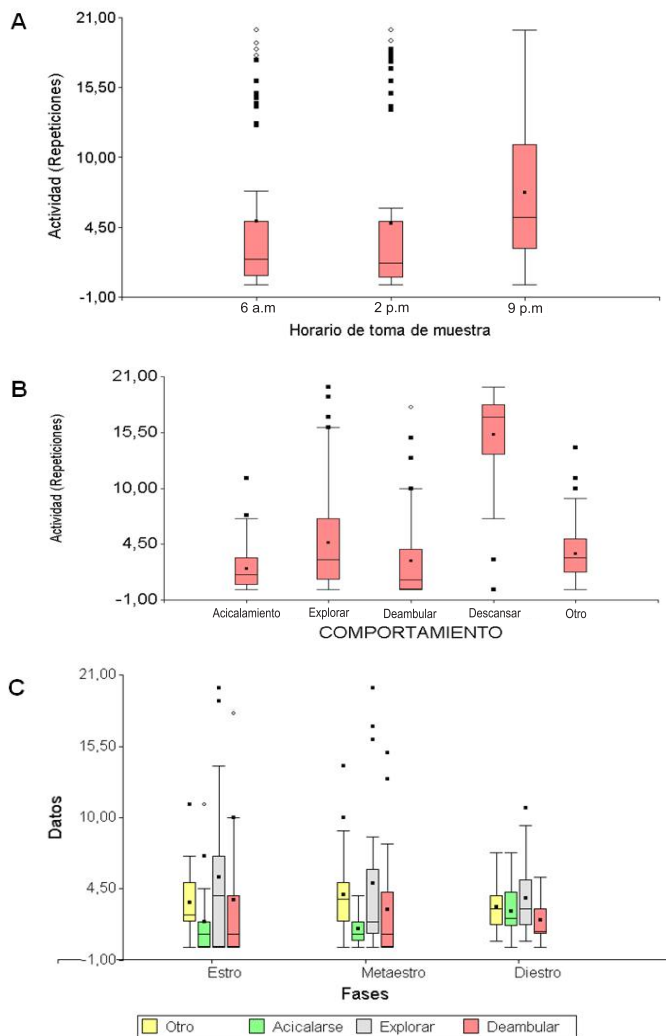 A
Actividad (Repeticiones)
21,00
15,50
10,00
4,50
-1,00
6 a.m
2 p.m
9 p.m
Horario de toma de muestra
B
Actividad (Repeticiones)
21,00
15,50
10,00
4,50
-1,00
Acicalamiento
Explorar
Deambular
Descansar
Otro
COMPORTAMIENTO
C
Datos
21,00
15,50
10,00
4,50
-1,00
Estro
Metaestro
Diestro
Fases
Otro
Acicalarse
Explorar
Deambular